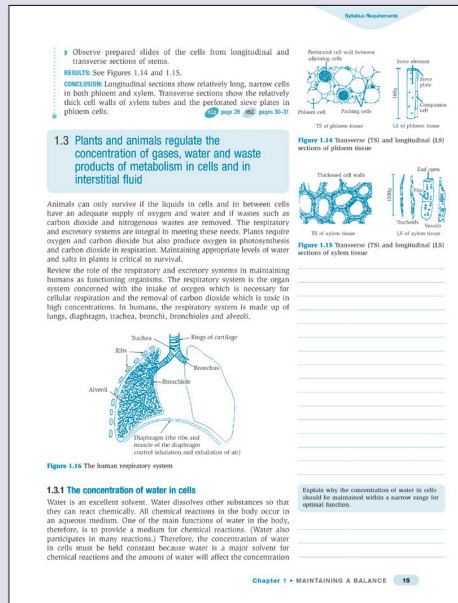 Syllabus Requirements
Observe prepared slides of the cells from longitudinal and
transverse sections of stems.
RESULTS: See Figures 1.14 and 1.15.
CONCLUSION: Longitudinal sections show relatively long, narrow cells
in both phloem and xylem. Transverse sections show the relatively
thick cell walls of xylem tubes and the perforated sieve plates in
phloem cells. page 28 HSC pages 30–31
1.3 Plants and animals regulate the
concentration of gases, water and waste
products of metabolism in cells and in
interstitial fluid
Animals can only survive if the liquids in cells and in between cells
have an adequate supply of oxygen and water and if wastes such as
carbon dioxide and nitrogenous wastes are removed. The respiratory
and excretory systems are integral in meeting these needs. Plants require
oxygen and carbon dioxide but also produce oxygen in photosynthesis
and carbon dioxide in respiration. Maintaining appropriate levels of water
and salts in plants is critical to survival.
Review the role of the respiratory and excretory systems in maintaining
humans as functioning organisms. The respiratory system is the organ
system concerned with the intake of oxygen which is necessary for
cellular respiration and the removal of carbon dioxide which is toxic in
high concentrations. In humans, the respiratory system is made up of
lungs, diaphragm, trachea, bronchi, bronchioles and alveoli.
Trachea
Rings of cartilage
Ribs
Bronchus
Bronchiole
Alveoli
Diaphragm (the ribs and
muscle of the diaphragm
control inhalation and exhalation of air)
Figure 1.16 The human respiratory system
1.3.1 The concentration of water in cells
Water is an excellent solvent. Water dissolves other substances so that
they can react chemically. All chemical reactions in the body occur in
an aqueous medium. One of the main functions of water in the body,
therefore, is to provide a medium for chemical reactions. (Water also
participates in many reactions.) Therefore, the concentration of water
in cells must be held constant because water is a major solvent for
chemical reactions and the amount of water will affect the concentration
Perforated cell wall between
adjoining cells
Sieve element
Sieve
plate
Companion
cell
Phloem cell
Packing cells
TS of phloem tissue
LS of phloem tissue
Figure 1.14 Transverse (TS) and longitudinal (LS)
sections of phloem tissue
Thickened cell walls
End open
Pits
Tracheids
Vessels
TS of xylem tissue
LS of xylem tissue
Figure 1.15 Transverse (TS) and longitudinal (LS)
sections of xylem tissue
Explain why the concentration of water in cells
should be maintained within a narrow range for
optimal function.
Chapter 1 • MAINTAINING A BALANCE 15